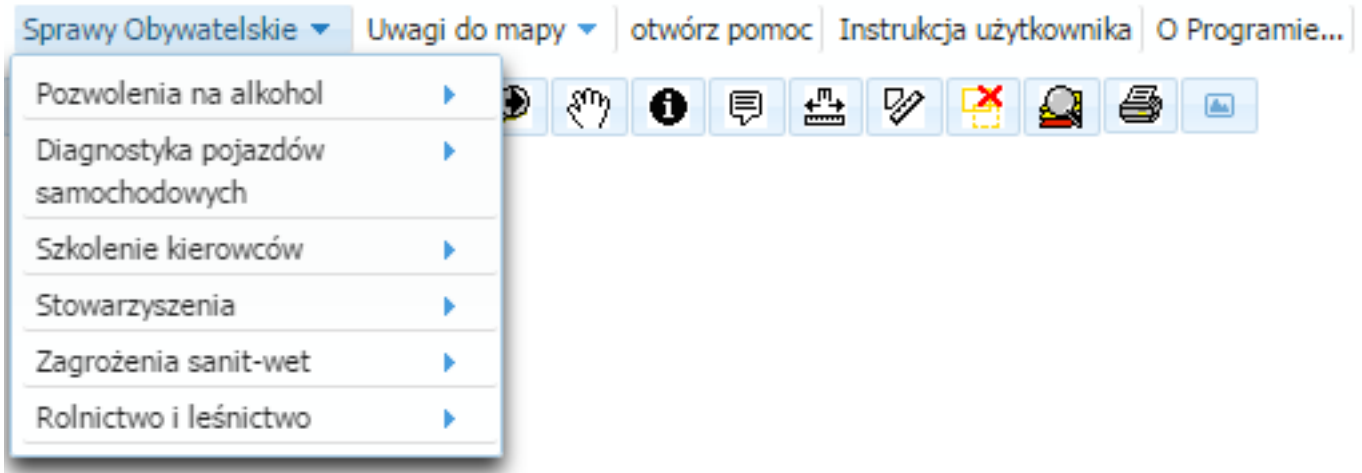 Sprawy Obywatelskie Uwagi do mapy otwórz pomoc Instrukcja użytkownika O Programie...
Pozwolenia na alkohol
Diagnostyka pojazdów
samochodowych
Szkolenie kierowców
Stowarzyszenia
Zagrożenia sanit-wet
Rolnictwo i leśnictwo